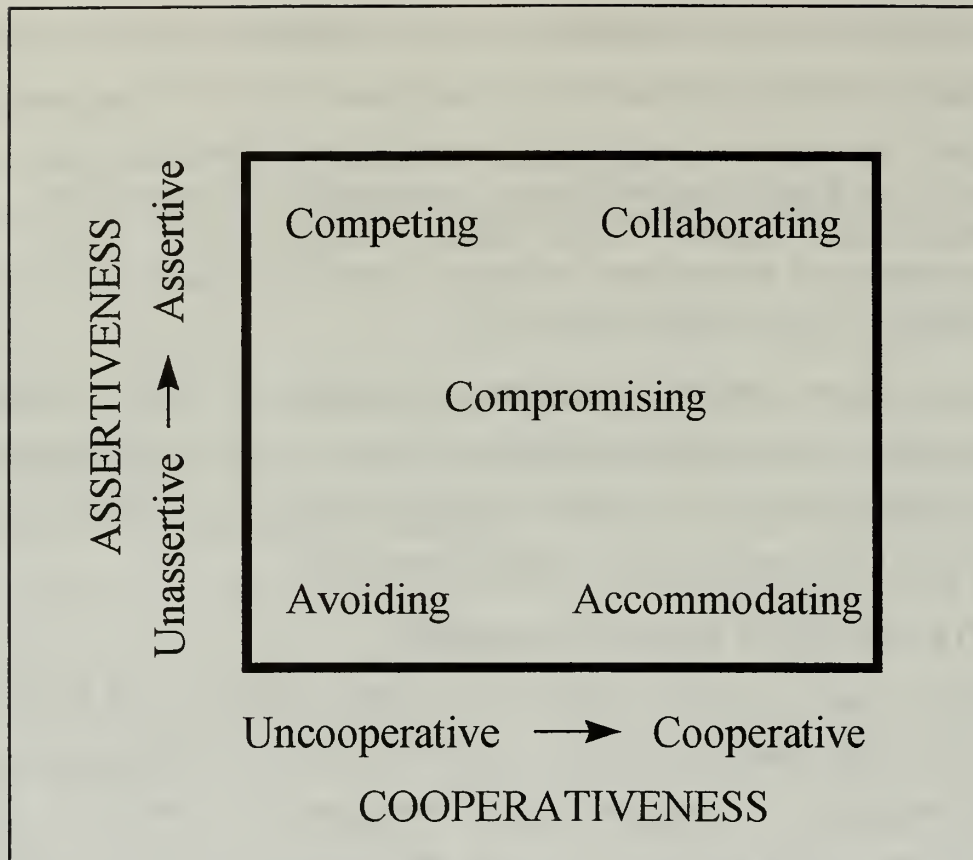 ASSERTIVENESS
Unassertive → Assertive
Competing Collaborating
Compromising
Avoiding Accommodating
Uncooperative → Cooperative
COOPERATIVENESS